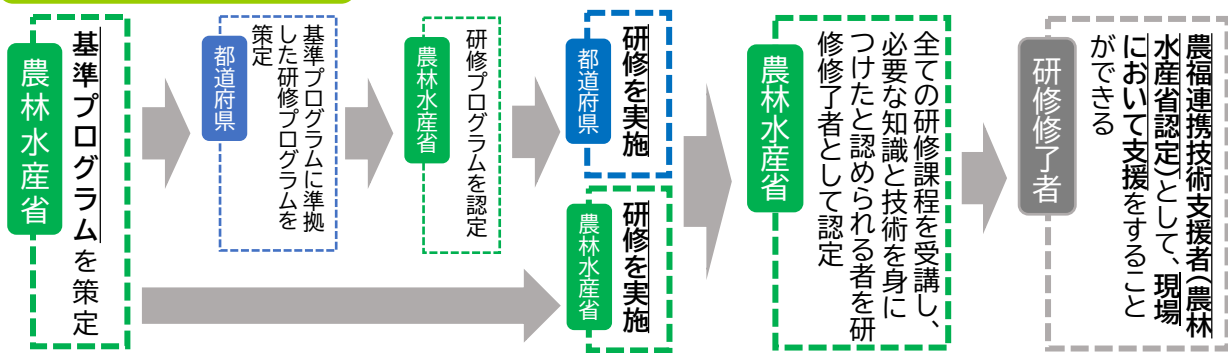 農林水産省
基準プログラムを策定
都道府県
基準プログラムに準拠
した研修プログラムを
策定
農林水産省
研修プログラムを認定
都道府県
研修を実施
農林水産省
研修を実施
農林水産省
全ての研修課程を受講し、
必要な知識と技術を身に
つけたと認められる者を研
修修了者として認定
研修修了者
農福連携技術支援者（農林
水産省認定）として、現場
において支援をすること
ができる